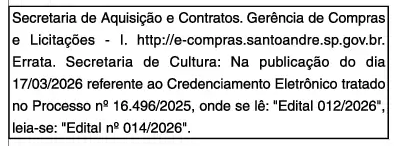 Secretaria de Aquisição e Contratos. Gerência de Compras
e Licitações - I. http://e-compras.santoandre.sp.gov.br.
Errata. Secretaria de Cultura: Na publicação do dia
17/03/2026 referente ao Credenciamento Eletrônico tratado
no Processo nº 16.496/2025, onde se lê: "Edital 012/2026",
leia-se: "Edital nº 014/2026".